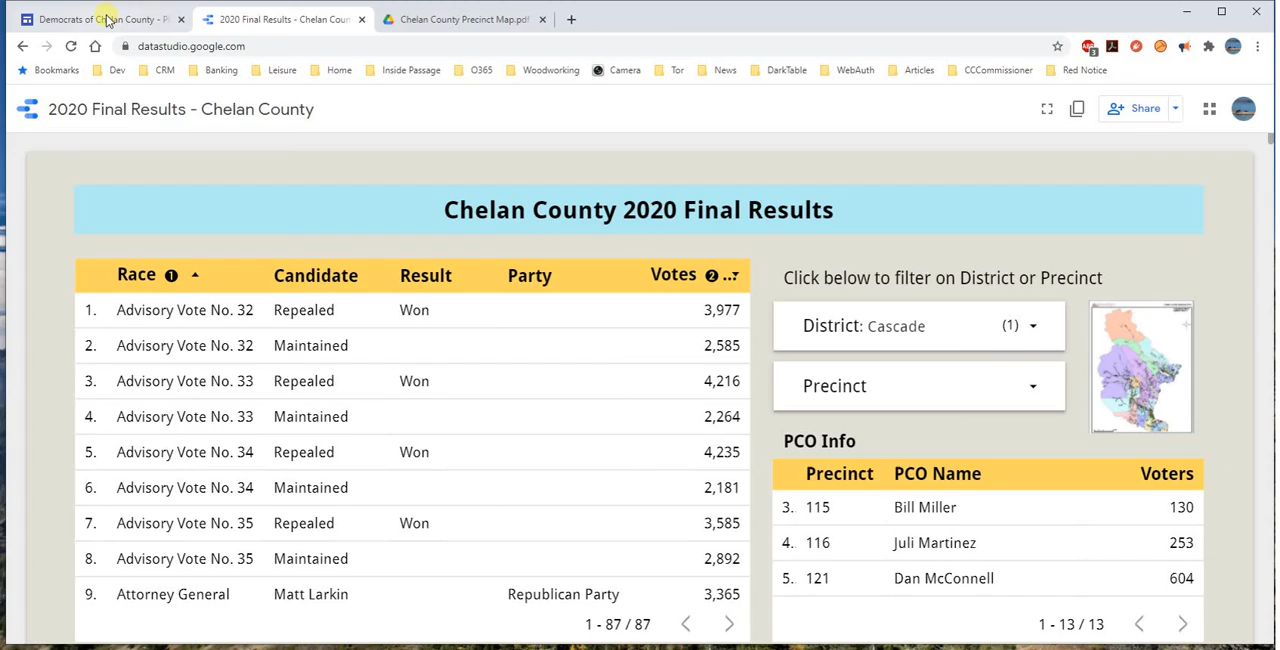 Democrats of Chelan County - Pl
2020 Final Results - Chelan Coun
Chelan County Precinct Map.pdf
datastudio.google.com
3
Bookmarks Dev CRM Banking Leisure Home Inside Passage O365 Woodworking Camera Tor News DarkTable WebAuth Articles CCCommissioner Red Notice
2020 Final Results - Chelan County
Share
Chelan County 2020 Final Results
Race 1 Candidate Result Party Votes 2 ...
1. Advisory Vote No. 32 Repealed Won 3,977
2. Advisory Vote No. 32 Maintained 2,585
3. Advisory Vote No. 33 Repealed Won 4,216
4. Advisory Vote No. 33 Maintained 2,264
5. Advisory Vote No. 34 Repealed Won 4,235
6. Advisory Vote No. 34 Maintained 2,181
7. Advisory Vote No. 35 Repealed Won 3,585
8. Advisory Vote No. 35 Maintained 2,892
9. Attorney General Matt Larkin Republican Party 3,365
1 - 87 / 87
Click below to filter on District or Precinct
District: Cascade (1)
Precinct
PCO Info
Precinct PCO Name Voters
3. 115 Bill Miller 130
4. 116 Juli Martinez 253
5. 121 Dan McConnell 604
1 - 13 / 13